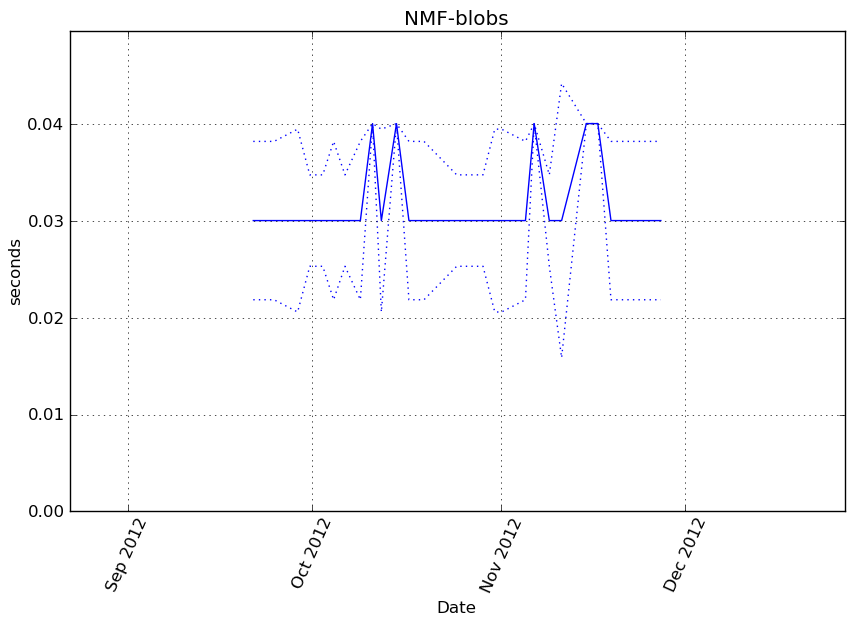 NMF-blobs
0.04
0.03
0.02
0.01
0.00
seconds
Sep 2012
Oct 2012
Nov 2012
Dec 2012
Date